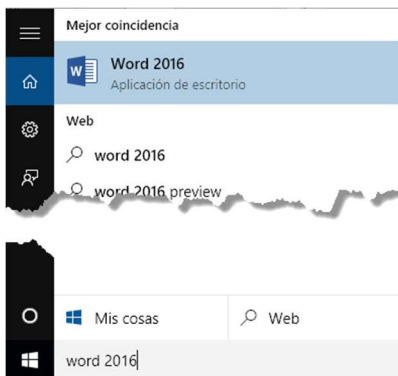 Mejor coincidencia
Word 2016
Aplicación de escritorio
Web
word 2016
word 2016 preview
Mis cosas
Web
word 2016